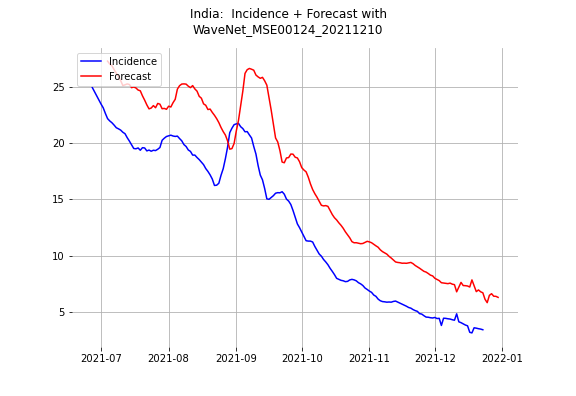 India:  Incidence + Forecast with
WaveNet_MSE00124_20211210
Incidence
Forecast
25
20
15
10
5
2021-07 2021-08 2021-09 2021-10 2021-11 2021-12 2022-01